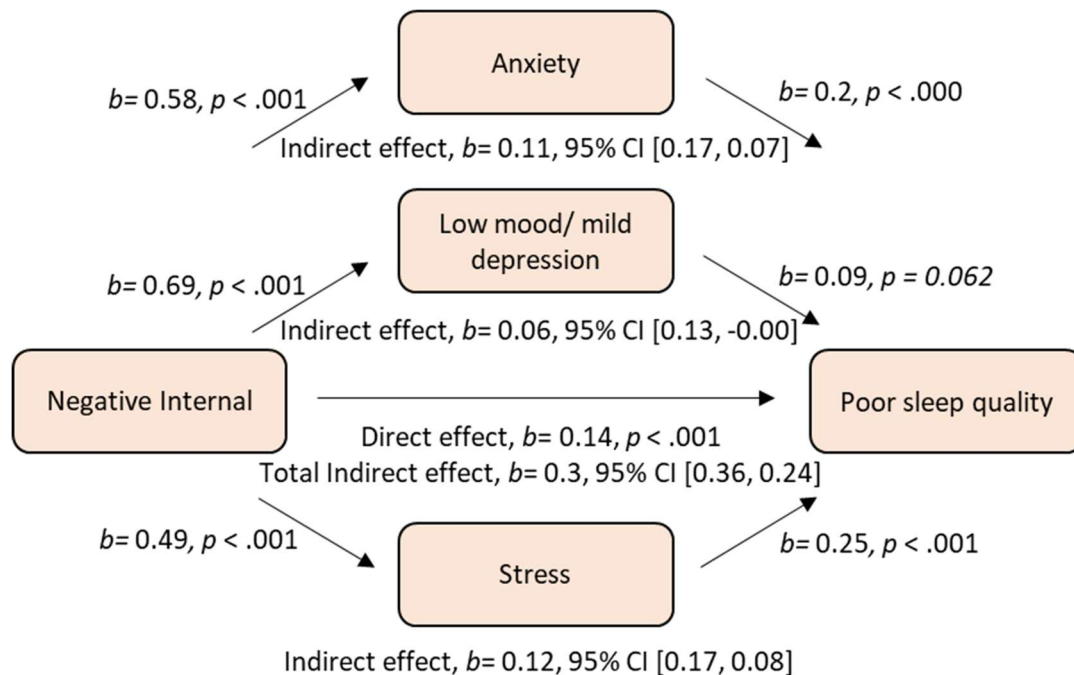 Anxiety
b= 0.58, p < .001
b= 0.2, p < .000
Indirect effect, b= 0.11, 95% CI [0.17, 0.07]
Low mood/ mild
depression
b= 0.69, p < .001
b= 0.09, p = 0.062
Indirect effect, b= 0.06, 95% CI [0.13, -0.00]
Negative Internal
Poor sleep quality
Direct effect, b= 0.14, p < .001
Total Indirect effect, b= 0.3, 95% CI [0.36, 0.24]
b= 0.49, p < .001
b= 0.25, p < .001
Stress
Indirect effect, b= 0.12, 95% CI [0.17, 0.08]